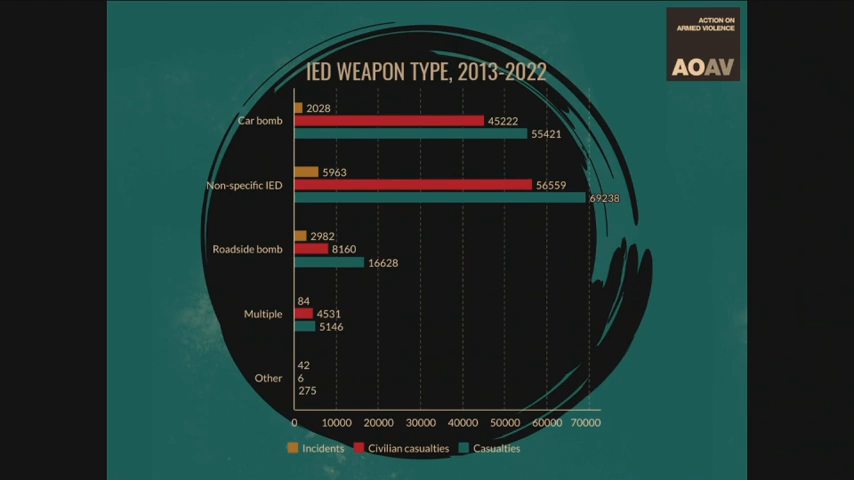 ACTION ON
ARMED VIOLENCE
AOAV
IED WEAPON TYPE, 2013-2022
2028
Car bomb
45222
55421
5963
Non-specific IED
56559
69238
2982
Roadside bomb
8160
16628
84
Multiple
4531
5146
42
Other
6
275
0 10000 20000 30000 40000 50000 60000 70000
Incidents Civilian casualties Casualties